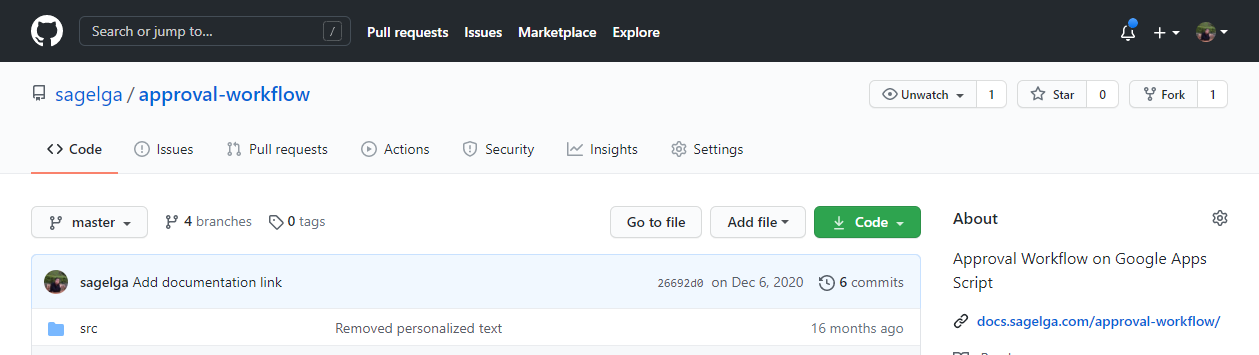 Search or jump to... /
Pull requests Issues Marketplace Explore
sagelga / approval-workflow
Unwatch 1 Star 0 Fork 1
Code Issues Pull requests Actions Security Insights Settings
master 4 branches 0 tags Go to file Add file Code
sagelga Add documentation link 26692d0 on Dec 6, 2020 6 commits
src Removed personalized text 16 months ago
About
Approval Workflow on Google Apps
Script
docs.sagelga.com/approval-workflow/